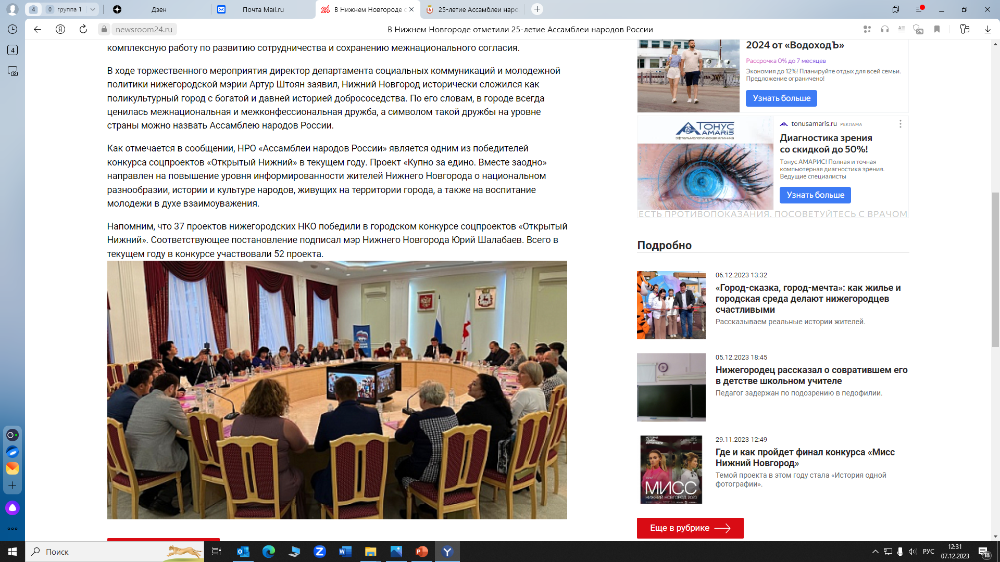 4
0 группа 1
Дзен
Почта Mail.ru
В Нижнем Новгороде с
25-летие Ассамблеи наро
newsroom24.ru
В Нижнем Новгороде отметили 25-летие Ассамблеи народов России
29
4
комплексную работу по развитию сотрудничества и сохранению межнационального согласия.
В ходе торжественного мероприятия директор департамента социальных коммуникаций и молодежной
политики нижегородской мэрии Артур Штоян заявил, Нижний Новгород исторически сложился как
поликультурный город с богатой и давней историей добрососедства. По его словам, в городе всегда
ценилась межнациональная и межконфессиональная дружба, а символом такой дружбы на уровне
страны можно назвать Ассамблею народов России.
Как отмечается в сообщении, НРО «Ассамблеи народов России» является одним из победителей
конкурса соцпроектов «Открытый Нижний» в текущем году. Проект «Купно за едино. Вместе заодно»
направлен на повышение уровня информированности жителей Нижнего Новгорода о национальном
разнообразии, истории и культуре народов, живущих на территории города, а также на воспитание
молодежи в духе взаимоуважения.
Напомним, что 37 проектов нижегородских НКО победили в городском конкурсе соцпроектов «Открытый
Нижний». Соответствующее постановление подписал мэр Нижнего Новгорода Юрий Шалабаев. Всего в
текущем году в конкурсе участвовали 52 проекта.
2024 от «ВодоходЪ»
Рассрочка 0% до 7 месяцев
Экономия до 12%! Планируйте отдых для всей семьи.
Предложение ограничено!
Узнать больше
ТОНУС
AMARIS
офтальмологическая клиника
tonusamaris.ru РЕКЛАМА
Диагностика зрения
со скидкой до 50%!
Тонус АМАРИС! Полная и точная
компьютерная диагностика зрения.
Ведущие специалисты
Узнать больше
ЕСТЬ ПРОТИВОПОКАЗАНИЯ. ПОСОВЕТУЙТЕСЬ С ВРАЧОМ
Подробно
06.12.2023 13:32
«Город-сказка, город-мечта»: как жилье и
городская среда делают нижегородцев
счастливыми
Рассказываем реальные истории жителей.
05.12.2023 18:45
Нижегородец рассказал о совратившем его
в детстве школьном учителе
Педагог задержан по подозрению в педофилии.
ИСТОРИЯ
ОДНОЙ
ФОТОГРАФИИ
МИСС
НИЖНИЙ НОВГОРОД 2023
29.11.2023 12:49
Где и как пройдет финал конкурса «Мисс
Нижний Новгород»
Темой проекта в этом году стала «История одной
фотографии».
Еще в рубрике
Поиск
РУС
12:31
07.12.2023
18